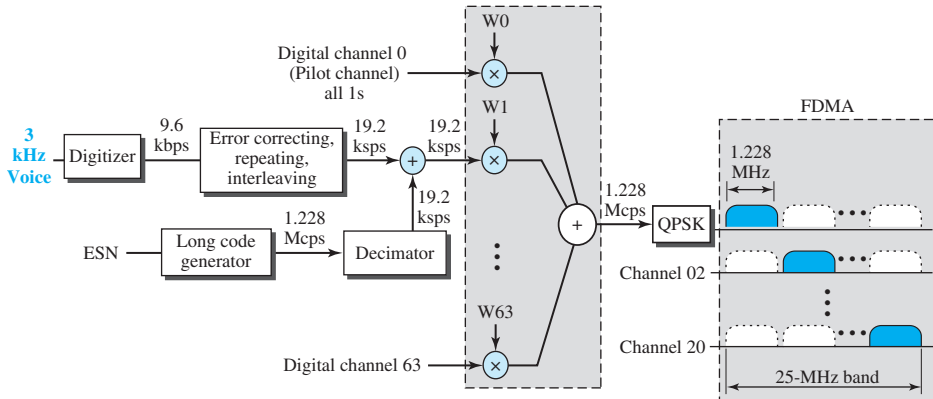 W0
Digital channel 0
(Pilot channel)
all 1s
×
W1
×
3
kHz
Voice
Digitizer
9.6
kbps
Error correcting,
repeating,
interleaving
19.2
ksps
+
19.2
ksps
19.2
ksps
ESN
Long code
generator
1.228
Mcps
Decimator
+
1.228
Mcps
QPSK
W63
Digital channel 63
×
FDMA
1.228
MHz
Channel 02
Channel 20
25-MHz band